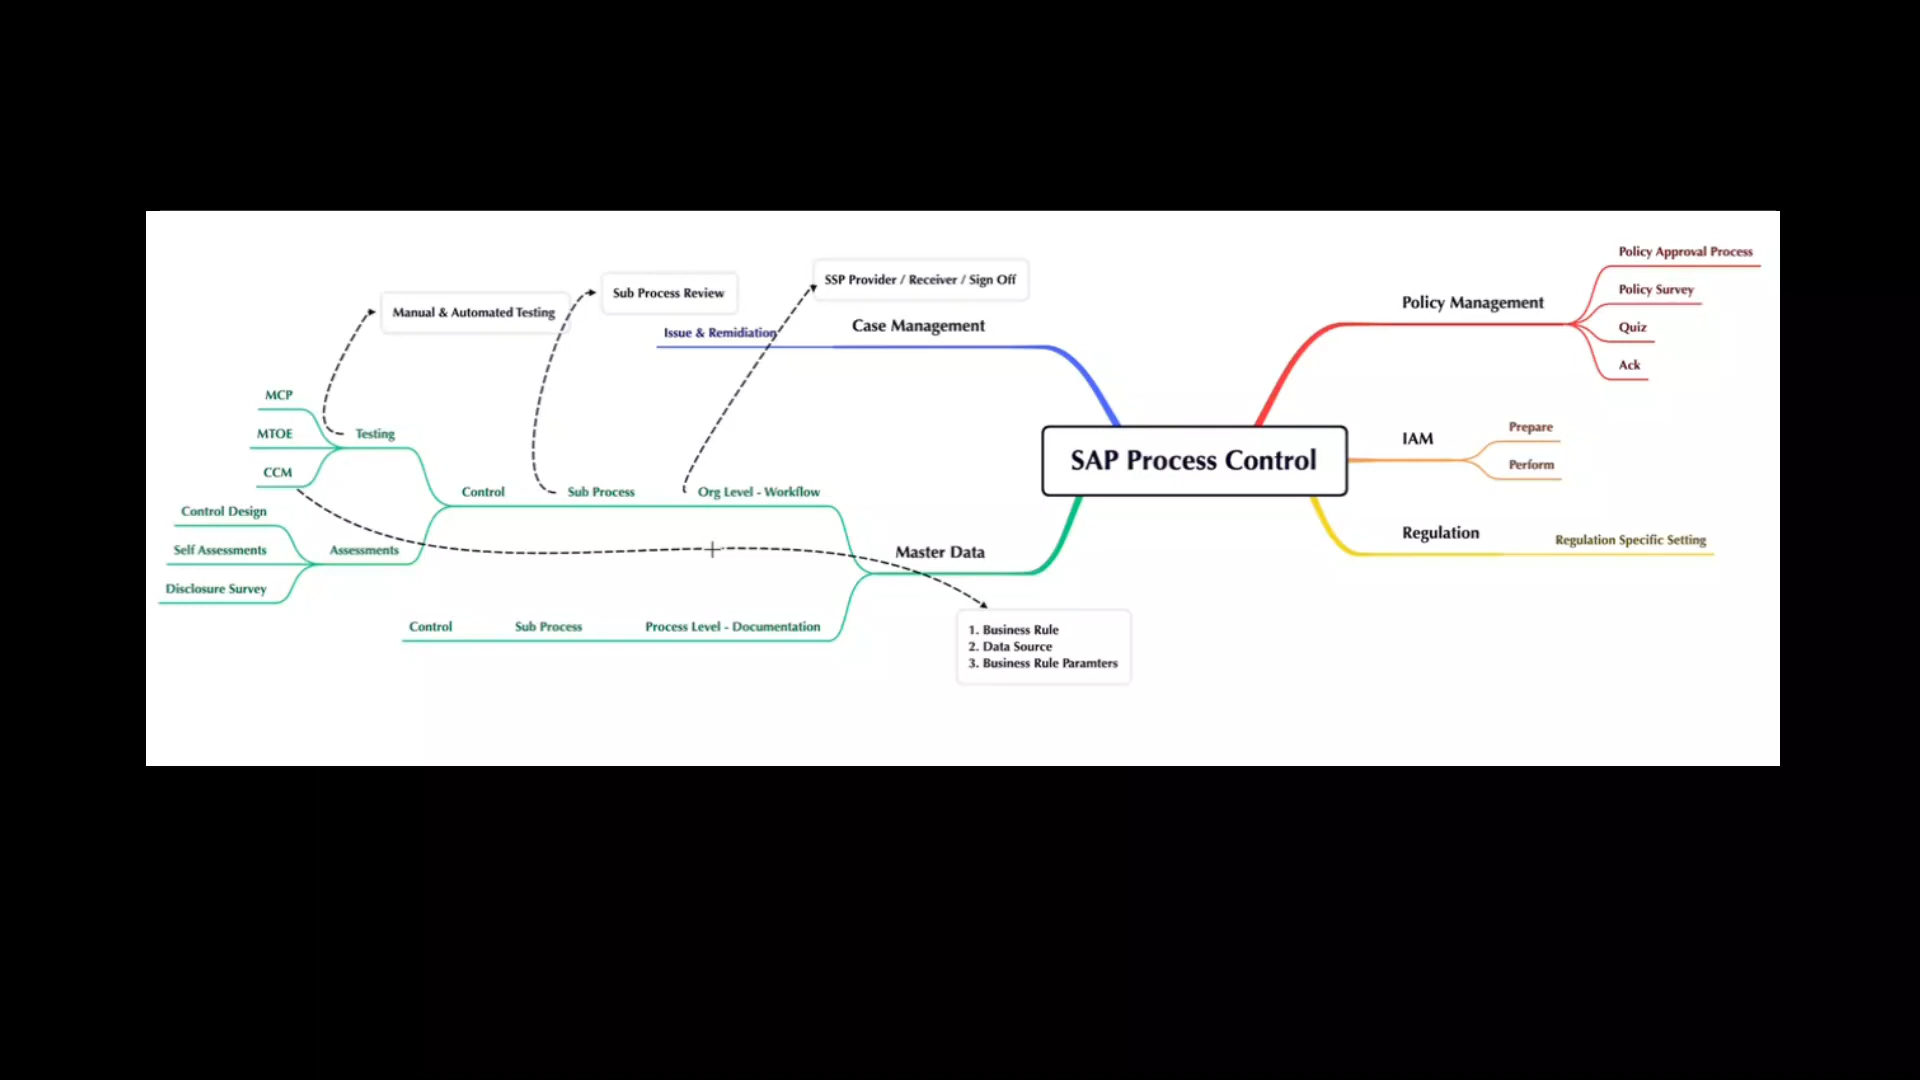 Policy Approval Process
SSP Provider / Receiver / Sign Off
Policy Survey
Sub Process Review
Policy Management
Manual & Automated Testing
Case Management
Issue & Remidiation
Quiz
Ack
MCP
Prepare
MTOE
Testing
IAM
SAP Process Control
Perform
CCM
Control
Sub Process
Org Level - Workflow
Control Design
Regulation
Regulation Specific Setting
Self Assessments
Assessments
Master Data
Disclosure Survey
Control
Sub Process
Process Level - Documentation
1. Business Rule
2. Data Source
3. Business Rule Paramters